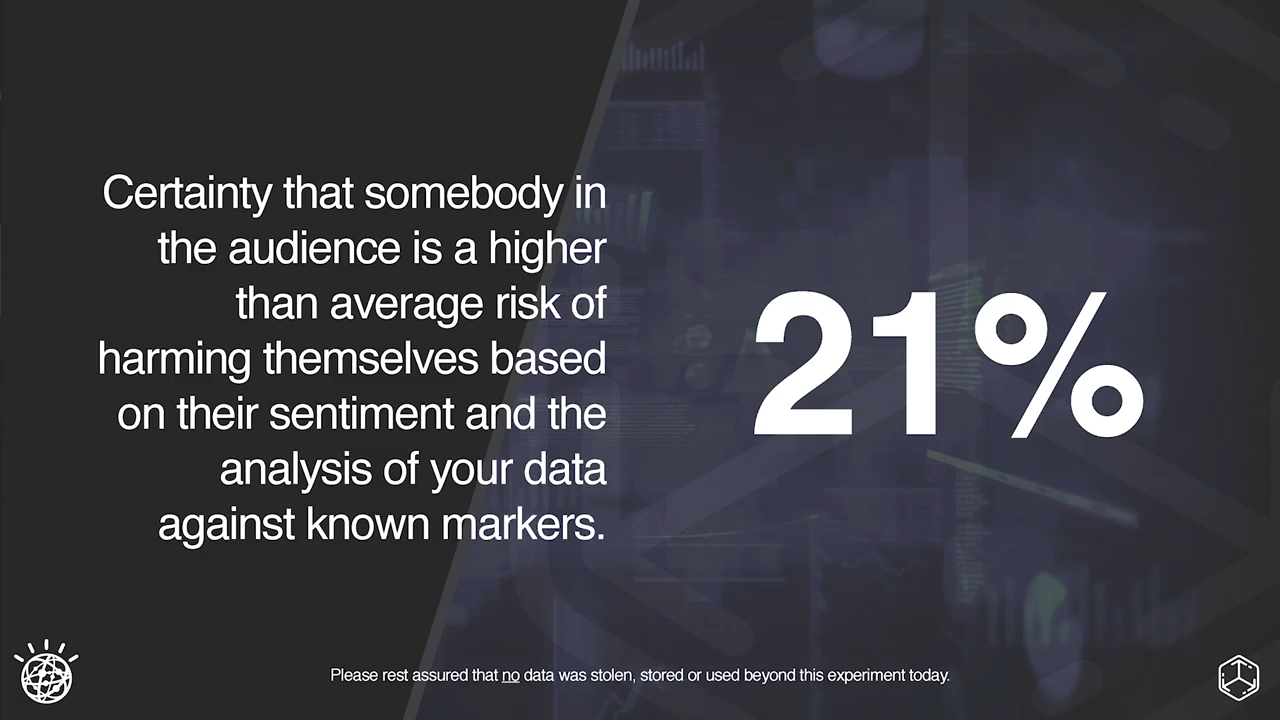 Certainty that somebody in
the audience is a higher
than average risk of
harming themselves based
on their sentiment and the
analysis of your data
against known markers.
21%
Please rest assured that no data was stolen, stored or used beyond this experiment today.